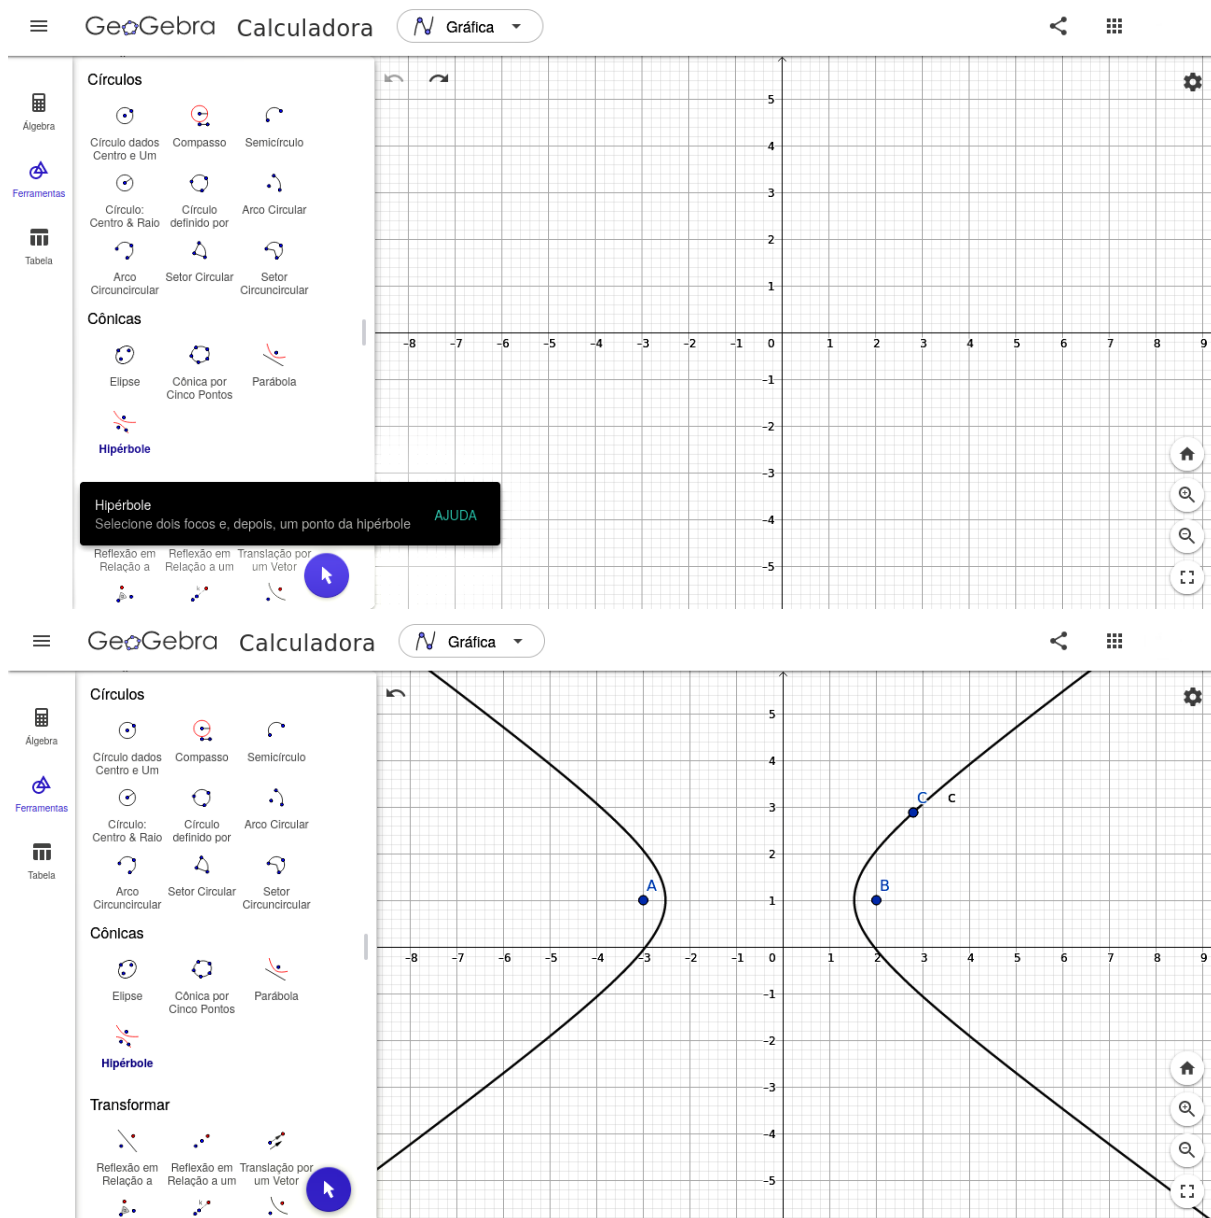 GeoGebra Calculadora Gráfica
Álgebra
Ferramentas
Tabela
Círculos
Círculo dados Centro e Um
Compasso
Semicírculo
Círculo: Centro & Raio
Círculo definido por
Arco Circular
Arco Circuncircular
Setor Circular
Setor Circuncircular
Cônicas
Elipse
Cônica por Cinco Pontos
Parábola
Hipérbole
Hipérbole
Selecione dois focos e, depois, um ponto da hipérbole
AJUDA
Reflexão em Relação a
Reflexão em Relação a um
Translação por um Vetor
5
4
3
2
1
-8 -7 -6 -5 -4 -3 -2 -1 0 1 2 3 4 5 6 7 8 9
-1
-2
-3
-4
-5
GeoGebra Calculadora Gráfica
Álgebra
Ferramentas
Tabela
Círculos
Círculo dados Centro e Um
Compasso
Semicírculo
Círculo: Centro & Raio
Círculo definido por
Arco Circular
Arco Circuncircular
Setor Circular
Setor Circuncircular
Cônicas
Elipse
Cônica por Cinco Pontos
Parábola
Hipérbole
Transformar
Reflexão em Relação a
Reflexão em Relação a um
Translação por um Vetor
5
4
3
C c
2
A
B
1
-8 -7 -6 -5 -4 -3 -2 -1 0 1 2 3 4 5 6 7 8 9
-1
-2
-3
-4
-5